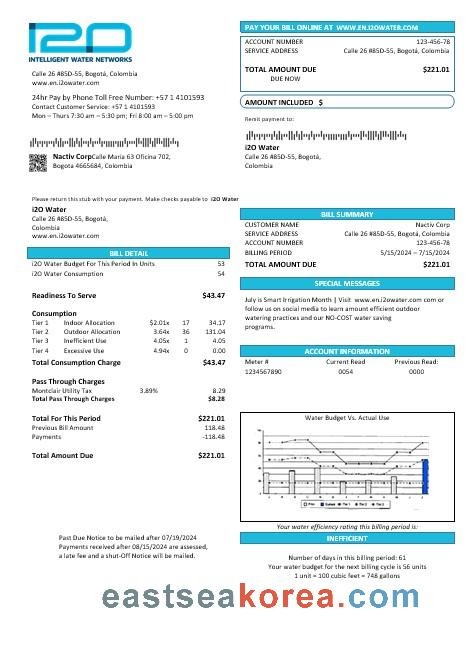 i2O
INTELLIGENT WATER NETWORKS
Calle 26 #85D-55, Bogotá, Colombia
www.en.i2owater.com
24hr Pay by Phone Toll Free Number: +57 1 4101593
Contact Customer Service: +57 1 4101593
Mon – Thurs 7:30 am – 5:30 pm; Fri 8:00 am – 5:00 pm
Nactiv CorpCalle Maria 63 Oficina 702,
Bogota 4665684, Colombia
PAY YOUR BILL ONLINE AT WWW.EN.I2OWATER.COM
ACCOUNT NUMBER 123-456-78
SERVICE ADDRESS Calle 26 #85D-55, Bogotá, Colombia
TOTAL AMOUNT DUE $221.01
DUE NOW
AMOUNT INCLUDED $
Remit payment to:
i2O Water
Calle 26 #85D-55, Bogotá,
Colombia
Please return this stub with your payment. Make checks payable to i2O Water
i2O Water
Calle 26 #85D-55, Bogotá,
Colombia
www.en.i2owater.com
BILL DETAIL
i2O Water Budget For This Period In Units 53
i2O Water Consumption 54
Readiness To Serve $43.47
Consumption
Tier 1 Indoor Allocation $2.01x 17 34.17
Tier 2 Outdoor Allocation 3.64x 36 131.04
Tier 3 Inefficient Use 4.05x 1 4.05
Tier 4 Excessive Use 4.94x 0 0.00
Total Consumption Charge $43.47
Pass Through Charges
Montclair Utility Tax 3.89% 8.29
Total Pass Through Charges $8.28
Total For This Period $221.01
Previous Bill Amount 118.48
Payments -118.48
Total Amount Due $221.01
Past Due Notice to be mailed after 07/19/2024
Payments received after 08/15/2024 are assessed,
a late fee and a shut-Off Notice will be mailed.
BILL SUMMARY
CUSTOMER NAME Nactiv Corp
SERVICE ADDRESS Calle 26 #85D-55, Bogotá, Colombia
ACCOUNT NUMBER 123-456-78
BILLING PERIOD 5/15/2024 – 7/15/2024
TOTAL AMOUNT DUE $221.01
SPECIAL MESSAGES
July is Smart Irrigation Month | Visit www.en.i2owater.com com or
follow us on social media to learn amount efficient outdoor
watering practices and our NO-COST water saving
programs.
ACCOUNT INFORMATION
Meter # Current Read Previous Read:
1234567890 0054 0000
Water Budget Vs. Actual Use
Your water efficiency rating this billing period is:
INEFFICIENT
Number of days in this billing period: 61
Your water budget for the next billing cycle is 56 units
1 unit = 100 cubic feet = 748 gallons
eastseakorea.com